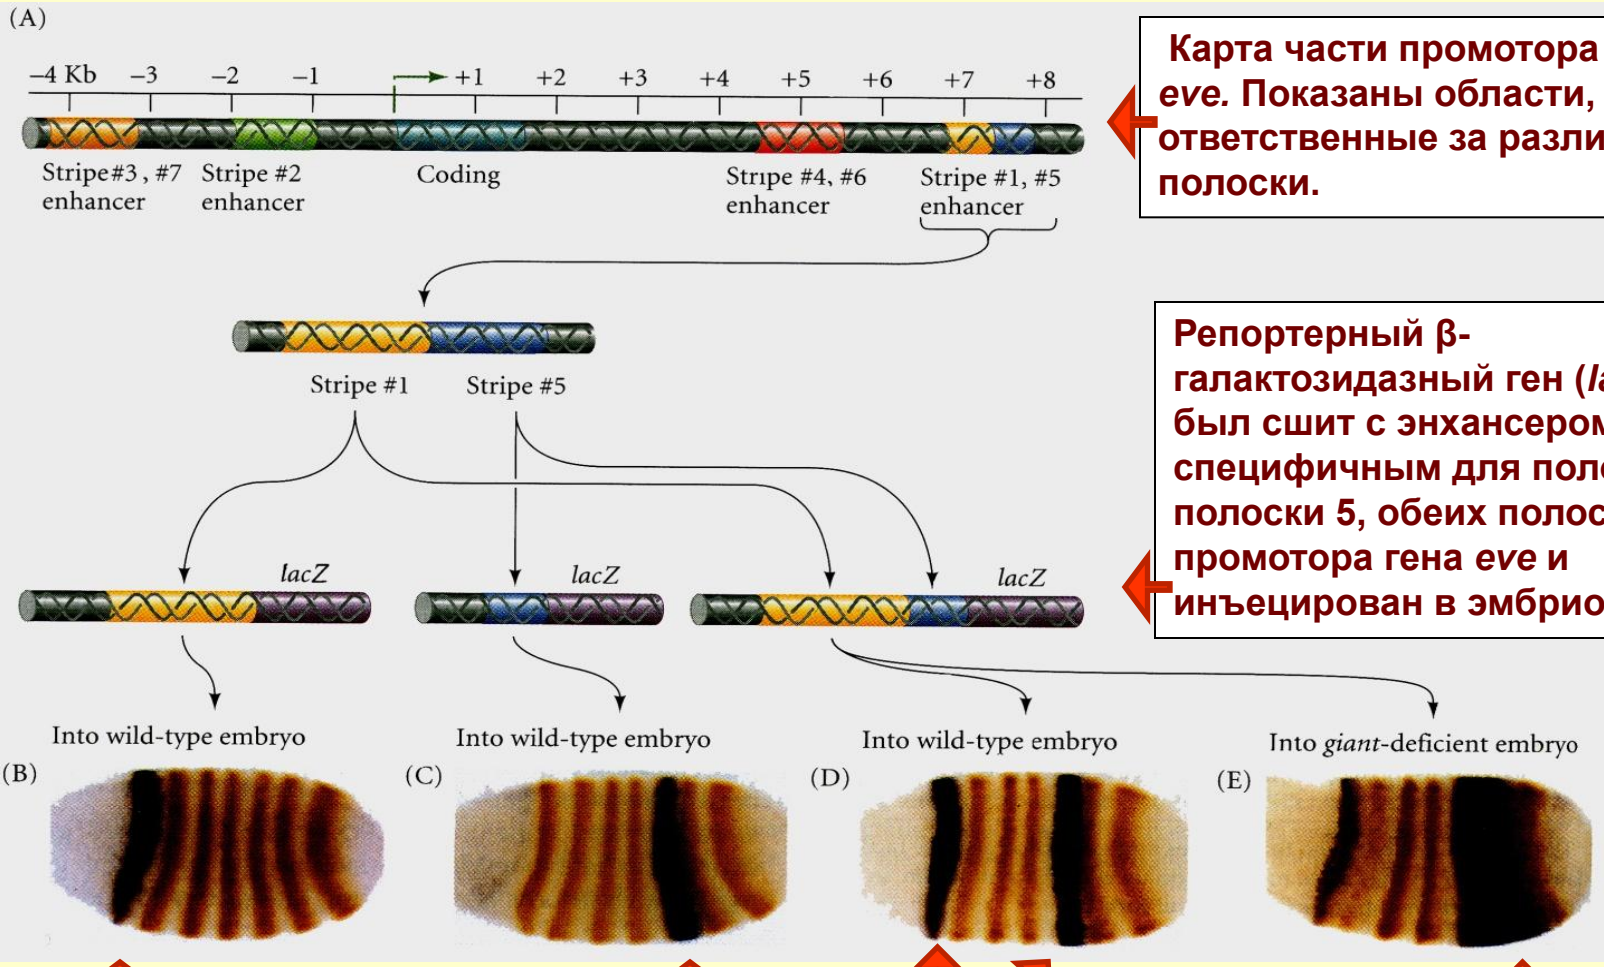 (A)
−4 Kb −3 −2 −1 +1 +2 +3 +4 +5 +6 +7 +8
Stripe#3, #7 enhancer
Stripe #2 enhancer
Coding
Stripe #4, #6 enhancer
Stripe #1, #5 enhancer
Карта части промотора
eve. Показаны области,
ответственные за разли
полоски.
Stripe #1 Stripe #5
Репортерный β-
галактозидазный ген (la
был сшит с энхансером
специфичным для поло
полоски 5, обеих полос
промотора гена eve и
инъецирован в эмбрио
lacZ lacZ lacZ
Into wild-type embryo
Into wild-type embryo
Into wild-type embryo
Into giant-deficient embryo
(B) (C) (D) (E)